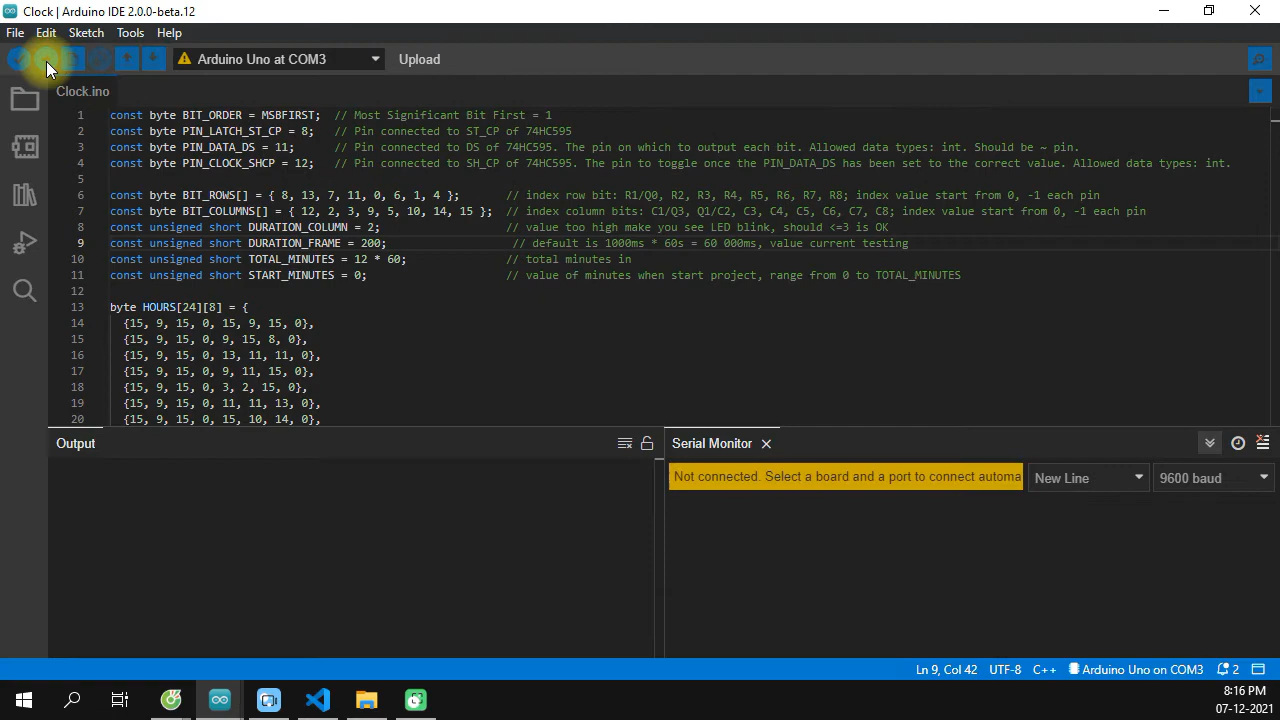 Clock | Arduino IDE 2.0.0-beta.12
File Edit Sketch Tools Help
Arduino Uno at COM3 Upload
Clock.ino
1 const byte BIT_ORDER = MSBFIRST; // Most Significant Bit First = 1
2 const byte PIN_LATCH_ST_CP = 8; // Pin connected to ST_CP of 74HC595
3 const byte PIN_DATA_DS = 11; // Pin connected to DS of 74HC595. The pin on which to output each bit. Allowed data types: int. Should be ~ pin.
4 const byte PIN_CLOCK_SHCP = 12; // Pin connected to SH_CP of 74HC595. The pin to toggle once the PIN_DATA_DS has been set to the correct value. Allowed data types: int.
5
6 const byte BIT_ROWS[] = { 8, 13, 7, 11, 0, 6, 1, 4 }; // index row bit: R1/Q0, R2, R3, R4, R5, R6, R7, R8; index value start from 0, -1 each pin
7 const byte BIT_COLUMNS[] = { 12, 2, 3, 9, 5, 10, 14, 15 }; // index column bits: C1/Q3, Q1/C2, C3, C4, C5, C6, C7, C8; index value start from 0, -1 each pin
8 const unsigned short DURATION_COLUMN = 2; // value too high make you see LED blink, should <=3 is OK
9 const unsigned short DURATION_FRAME = 200; // default is 1000ms * 60s = 60 000ms, value current testing
10 const unsigned short TOTAL_MINUTES = 12 * 60; // total minutes in
11 const unsigned short START_MINUTES = 0; // value of minutes when start project, range from 0 to TOTAL_MINUTES
12
13 byte HOURS[24][8] = {
14 {15, 9, 15, 0, 15, 9, 15, 0},
15 {15, 9, 15, 0, 9, 15, 8, 0},
16 {15, 9, 15, 0, 13, 11, 11, 0},
17 {15, 9, 15, 0, 9, 11, 15, 0},
18 {15, 9, 15, 0, 3, 2, 15, 0},
19 {15, 9, 15, 0, 11, 11, 13, 0},
20 {15, 9, 15, 0, 15, 10, 14, 0},
Output
Serial Monitor
Not connected. Select a board and a port to connect automa
New Line
9600 baud
Ln 9, Col 42 UTF-8 C++ Arduino Uno on COM3 2
8:16 PM
07-12-2021